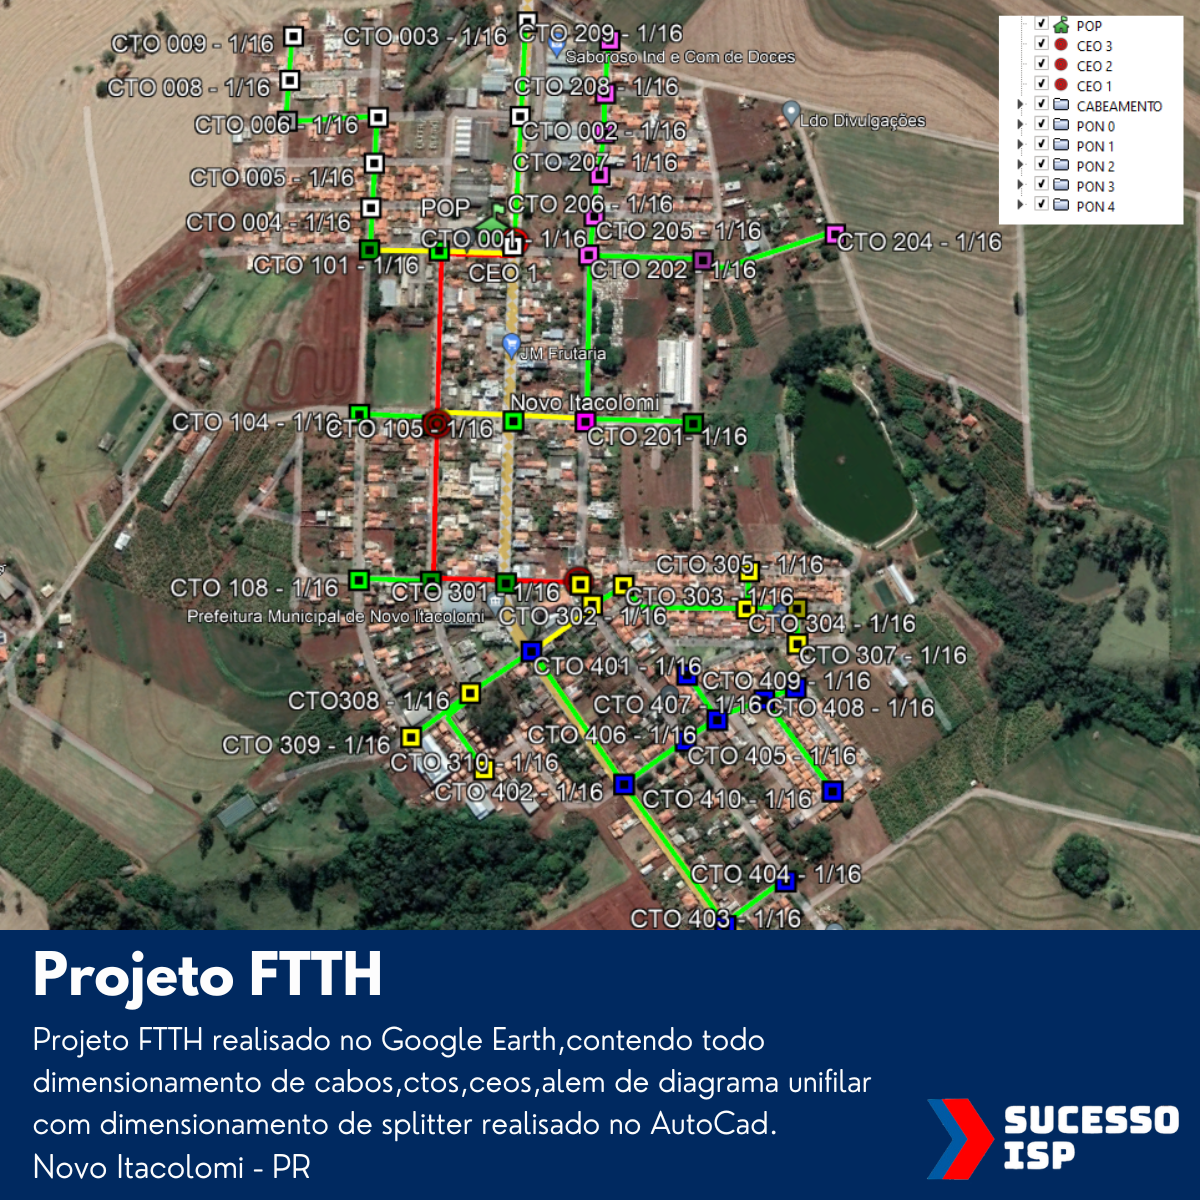 CTO 009 - 1/16
CTO 003 - 1/16
CTO 209 - 1/16
Saboroso Ind e Com de Doces
CTO 008 - 1/16
CTO 208 - 1/16
CTO 006 - 1/16
CTO 002 - 1/16
Ldo Divulgações
CTO 005 - 1/16
CTO 207 - 1/16
CTO 004 - 1/16
POP
CTO 206 - 1/16
CTO 001 - 1/16
CTO 205 - 1/16
CTO 204 - 1/16
CTO 101 - 1/16
CEO 1
CTO 202 - 1/16
JM Frutaria
Novo Itacolomi
CTO 104 - 1/16
CTO 105 - 1/16
CTO 201 - 1/16
CTO 305 - 1/16
CTO 108 - 1/16
CTO 301 - 1/16
CTO 303 - 1/16
Prefeitura Municipal de Novo Itacolomi
CTO 302 - 1/16
CTO 304 - 1/16
CTO 307 - 1/16
CTO 401 - 1/16
CTO 409 - 1/16
CTO308 - 1/16
CTO 407 - 1/16
CTO 408 - 1/16
CTO 309 - 1/16
CTO 406 - 1/16
CTO 310 - 1/16
CTO 405 - 1/16
CTO 402 - 1/16
CTO 410 - 1/16
CTO 404 - 1/16
CTO 403 - 1/16
POP
CEO 3
CEO 2
CEO 1
CABEAMENTO
PON 0
PON 1
PON 2
PON 3
PON 4
Projeto FTTH
Projeto FTTH realisado no Google Earth,contendo todo
dimensionamento de cabos,ctos,ceos,alem de diagrama unifilar
com dimensionamento de splitter realisado no AutoCad.
Novo Itacolomi - PR
SUCESSO
ISP